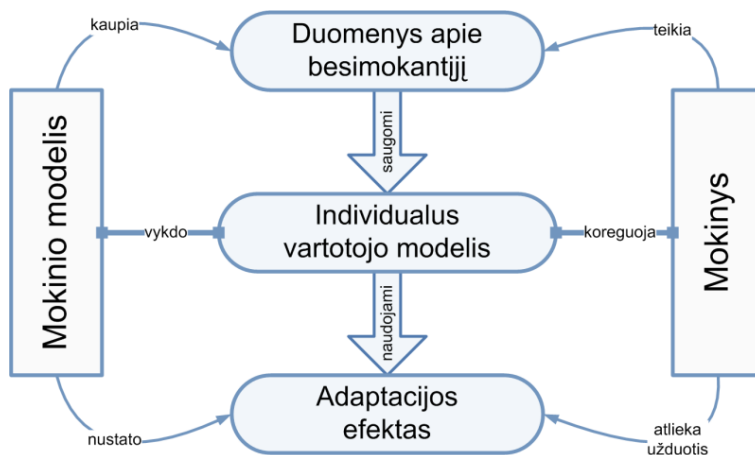 kaupia
Duomenys apie
besimokantįjį
teikia
saugomi
Mokinio modelis
vykdo
Individualus
vartotojo modelis
koreguoja
Mokinys
naudojami
nustato
Adaptacijos
efektas
atlieka
užduotis